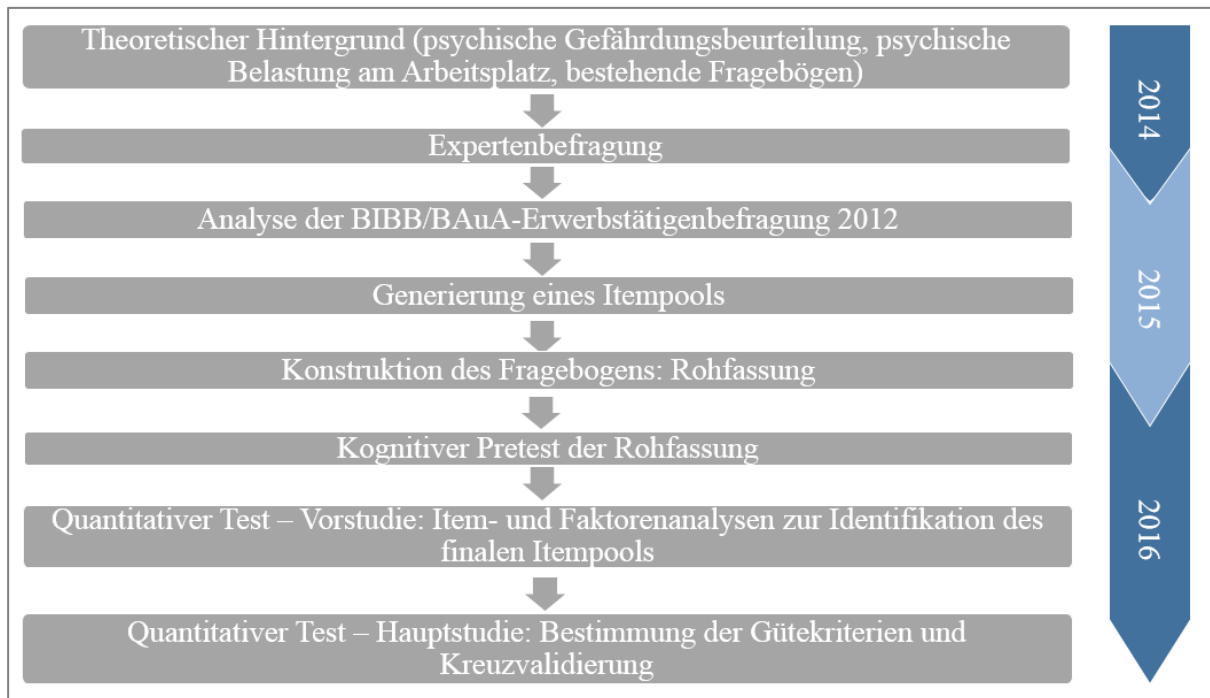 Theoretischer Hintergrund (psychische Gefährdungsbeurteilung, psychische
Belastung am Arbeitsplatz, bestehende Fragebögen)
Expertenbefragung
Analyse der BIBB/BAuA-Erwerbstätigenbefragung 2012
Generierung eines Itempools
Konstruktion des Fragebogens: Rohfassung
Kognitiver Pretest der Rohfassung
Quantitativer Test – Vorstudie: Item- und Faktorenanalysen zur Identifikation des
finalen Itempools
Quantitativer Test – Hauptstudie: Bestimmung der Gütekriterien und
Kreuzvalidierung
2014
2015
2016